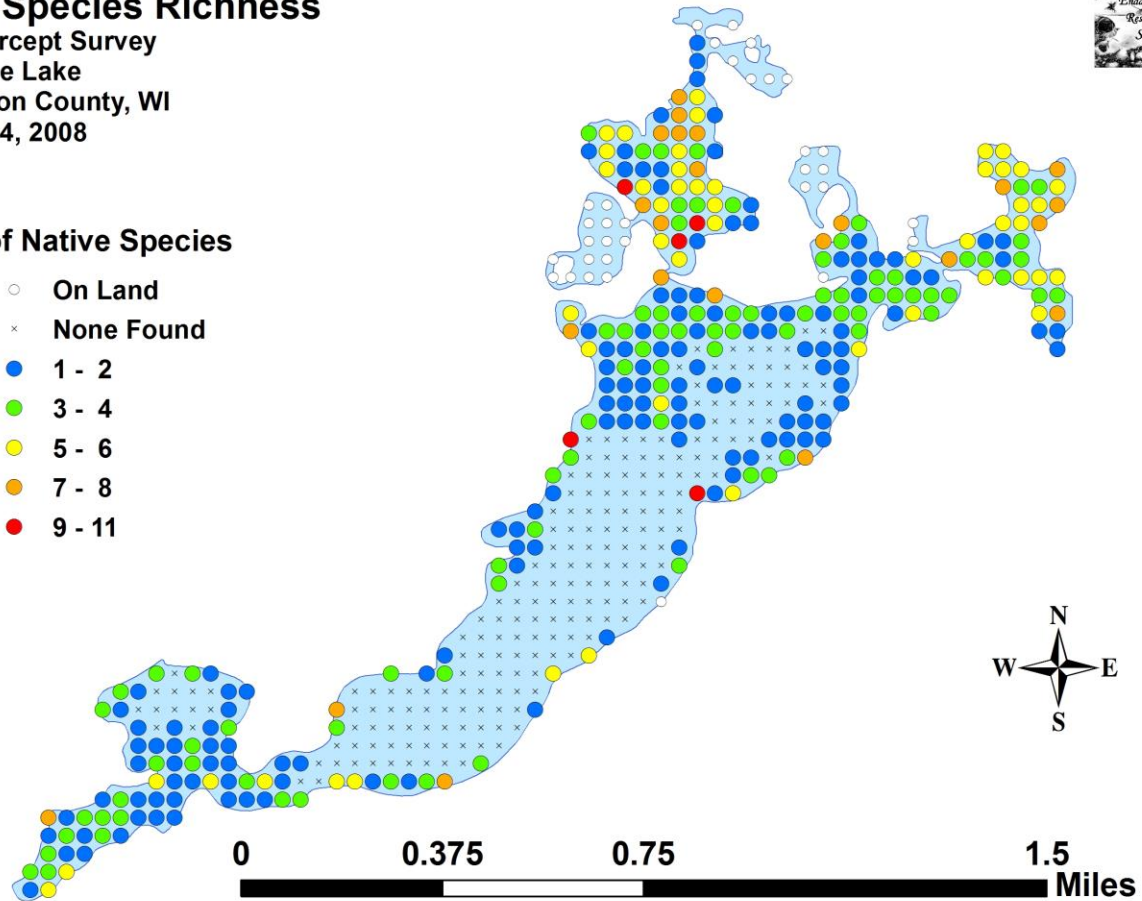 Species Richness
rcept Survey
e Lake
on County, WI
4, 2008
of Native Species
On Land
None Found
1 - 2
3 - 4
5 - 6
7 - 8
9 - 11
N
W E
S
0 0.375 0.75 1.5
Miles